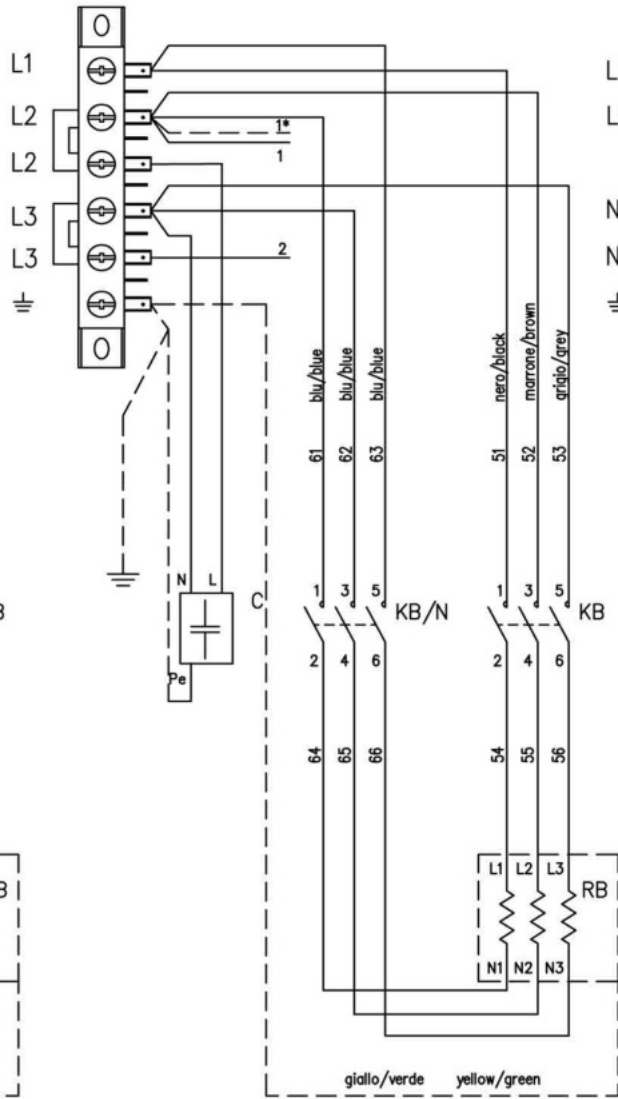 L1
L2
L2
L3
L3
1*
1
2
L
L
N
N
blu/blue
blu/blue
blu/blue
nero/black
marrone/brown
grigio/grey
61
62
63
51
52
53
N
L
C
Pe
B
1
3
5
KB/N
1
3
5
KB
2
4
6
2
4
6
64
65
66
54
55
56
B
L1
L2
L3
RB
N1
N2
N3
giallo/verde
yellow/green